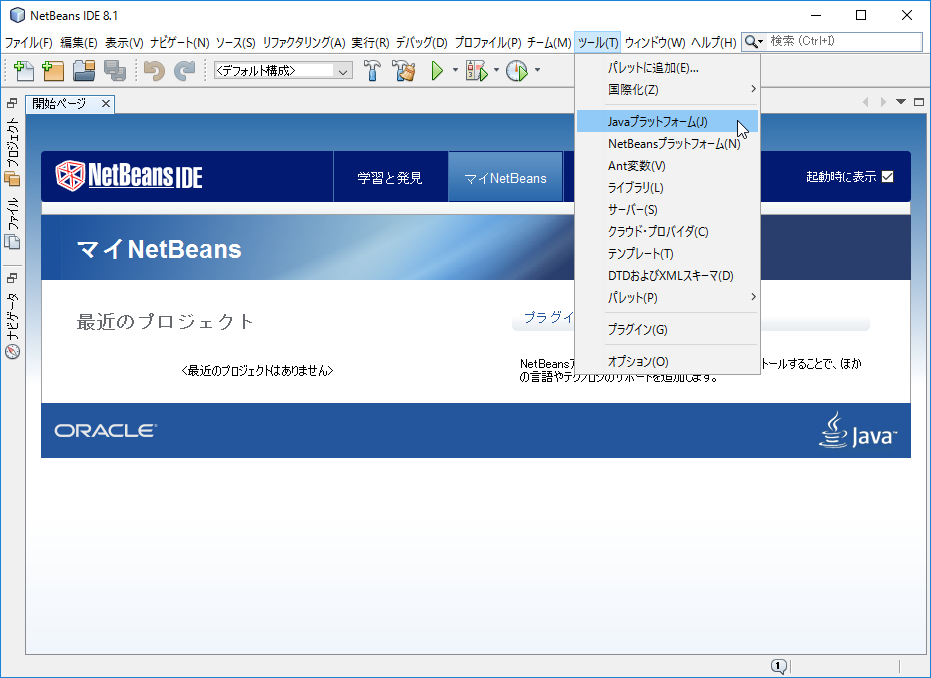 NetBeans IDE 8.1
ファイル(F) 編集(E) 表示(V) ナビゲート(N) ソース(S) リファクタリング(A) 実行(R) デバッグ(D) プロファイル(P) チーム(M) ツール(T) ウィンドウ(W) ヘルプ(H) 検索 (Ctrl+I)
<デフォルト構成>
開始ページ
プロジェクト
ファイル
ナビゲータ
パレットに追加(E)...
国際化(Z)
Javaプラットフォーム(J)
NetBeansプラットフォーム(N)
Ant変数(V)
ライブラリ(L)
サーバー(S)
クラウド・プロバイダ(C)
テンプレート(T)
DTDおよびXMLスキーマ(D)
パレット(P)
プラグイン(G)
オプション(O)
NetBeans IDE
学習と発見
マイNetBeans
起動時に表示
マイNetBeans
最近のプロジェクト
<最近のプロジェクトはありません>
プラグイ
NetBeans
トールすることで、ほか
の言語やテクノロジのサポートを追加します。
ORACLE
Java
1